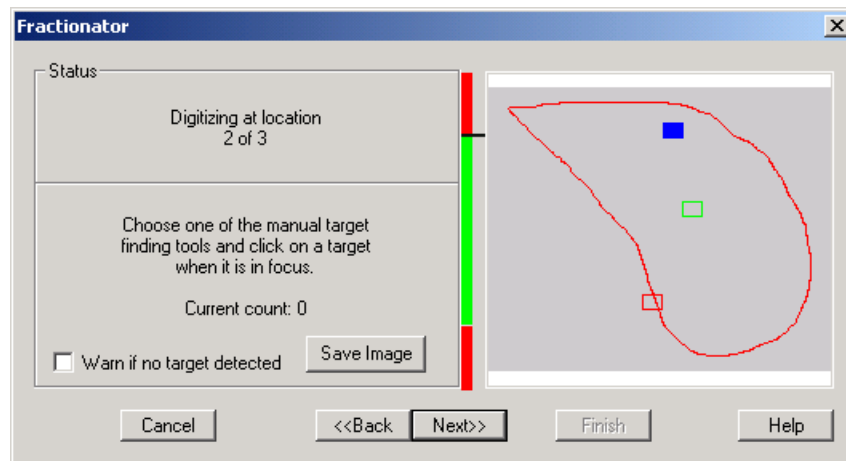 Fractionator
Status
Digitizing at location
2 of 3
Choose one of the manual target
finding tools and click on a target
when it is in focus.
Current count: 0
Warn if no target detected
Save Image
Cancel
<<Back
Next>>
Finish
Help